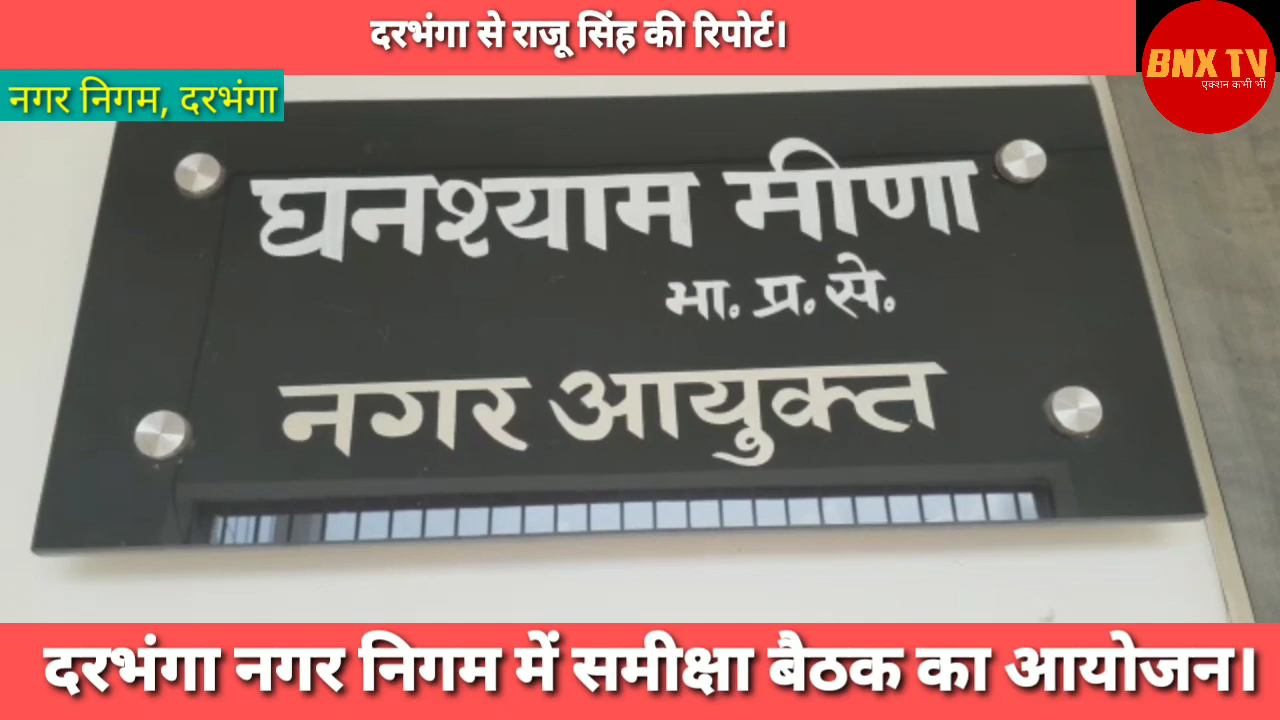 दरभंगा से राजू सिंह की रिपोर्ट।
BNX TV
एक्शन कभी भी
नगर निगम, दरभंगा
घनश्याम मीणा
भा. प्र. से.
नगर आयुक्त
दरभंगा नगर निगम में समीक्षा बैठक का आयोजन।